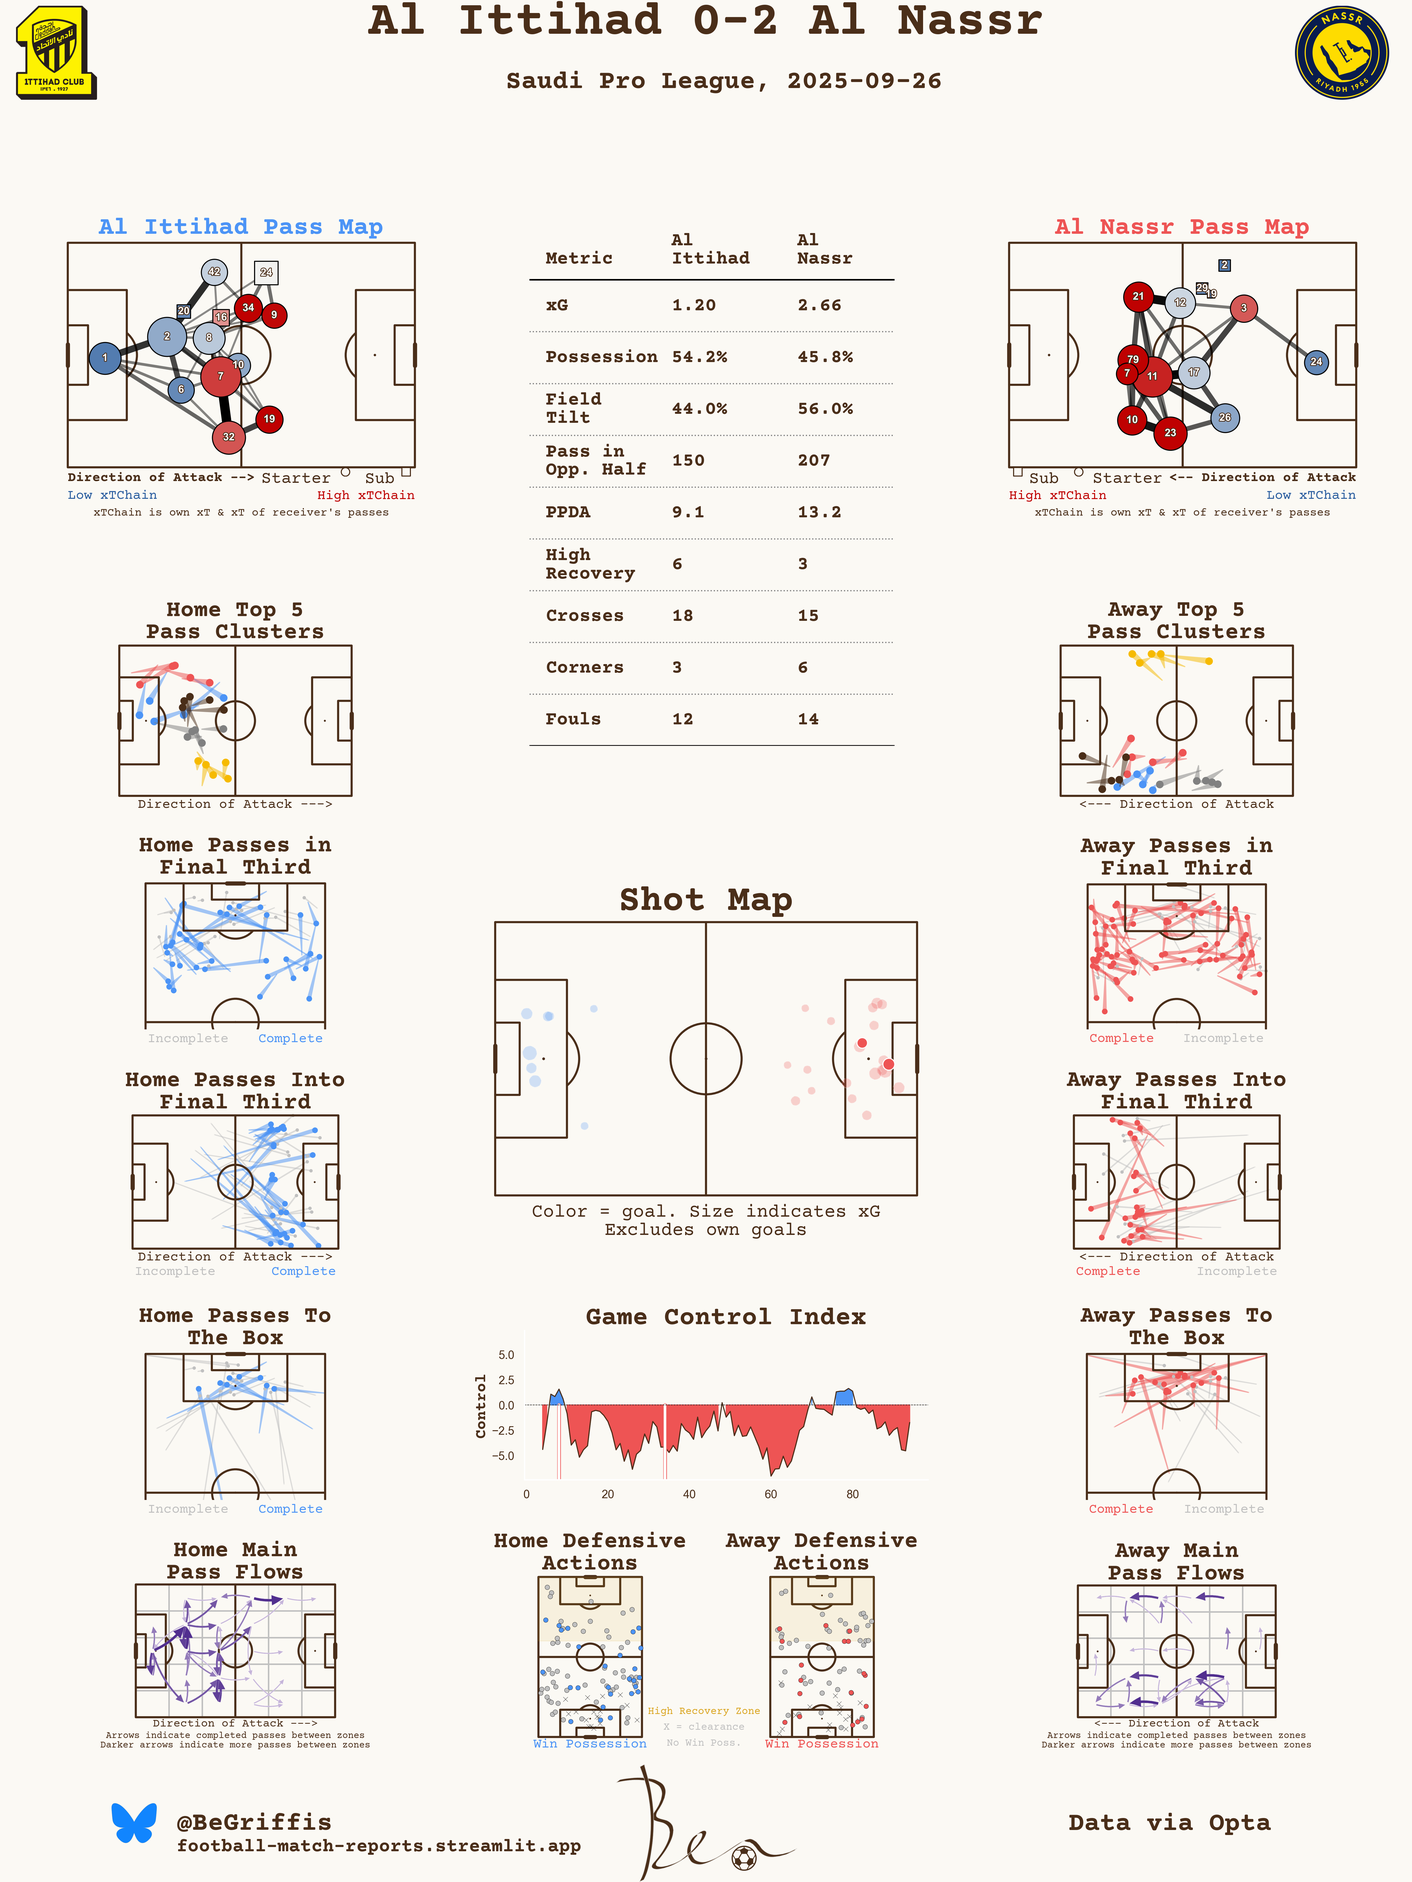 Al Ittihad 0-2 Al Nassr
Saudi Pro League, 2025-09-26
ITTIHAD CLUB
NASSR
RIYADH 1955
Al Ittihad Pass Map
42
24
20
16
34
9
2
8
1
10
7
6
19
32
Direction of Attack --> Starter Sub
Low xTChain High xTChain
xTChain is own xT & xT of receiver's passes
Metric Al Ittihad Al Nassr
xG 1.20 2.66
Possession 54.2% 45.8%
Field Tilt 44.0% 56.0%
Pass in Opp. Half 150 207
PPDA 9.1 13.2
High Recovery 6 3
Crosses 18 15
Corners 3 6
Fouls 12 14
Al Nassr Pass Map
2
21
29
19
12
3
79
7
11
17
24
10
23
26
Sub Starter <-- Direction of Attack
High xTChain Low xTChain
xTChain is own xT & xT of receiver's passes
Home Top 5
Pass Clusters
Direction of Attack --->
Away Top 5
Pass Clusters
<--- Direction of Attack
Home Passes in
Final Third
Incomplete Complete
Away Passes in
Final Third
Complete Incomplete
Shot Map
Color = goal. Size indicates xG
Excludes own goals
Home Passes Into
Final Third
Direction of Attack --->
Incomplete Complete
Away Passes Into
Final Third
<--- Direction of Attack
Complete Incomplete
Home Passes To
The Box
Incomplete Complete
Game Control Index
Control
5.0
2.5
0.0
−2.5
−5.0
0 20 40 60 80
Away Passes To
The Box
Complete Incomplete
Home Main
Pass Flows
Direction of Attack --->
Arrows indicate completed passes between zones
Darker arrows indicate more passes between zones
Home Defensive
Actions
Win Possession
High Recovery Zone
X = clearance
No Win Poss.
Away Defensive
Actions
Win Possession
Away Main
Pass Flows
<--- Direction of Attack
Arrows indicate completed passes between zones
Darker arrows indicate more passes between zones
@BeGriffis
football-match-reports.streamlit.app
Ben
Data via Opta